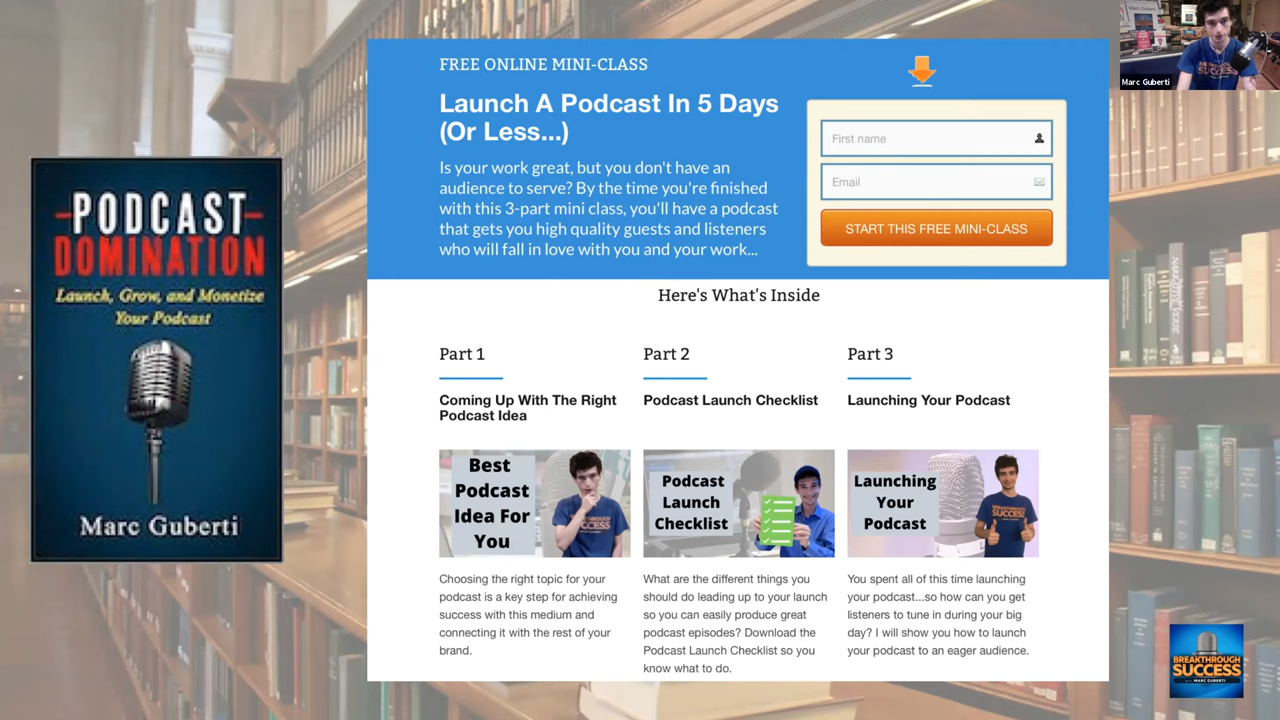 PODCAST
DOMINATION
Launch, Grow, and Monetize
Your Podcast
Marc Guberti
FREE ONLINE MINI-CLASS
Launch A Podcast In 5 Days
(Or Less...)
Is your work great, but you don't have an
audience to serve? By the time you're finished
with this 3-part mini class, you'll have a podcast
that gets you high quality guests and listeners
who will fall in love with you and your work...
First name
Email
START THIS FREE MINI-CLASS
Marc Guberti
BREAKTHROUGH
SUCCESS
Here's What's Inside
Part 1
Coming Up With The Right
Podcast Idea
Best
Podcast
Idea For
You
BREAKTHROUGH
SUCCESS
Choosing the right topic for your
podcast is a key step for achieving
success with this medium and
connecting it with the rest of your
brand.
Part 2
Podcast Launch Checklist
Podcast
Launch
Checklist
What are the different things you
should do leading up to your launch
so you can easily produce great
podcast episodes? Download the
Podcast Launch Checklist so you
know what to do.
Part 3
Launching Your Podcast
Launching
Your
Podcast
BREAKTHROUGH
SUCCESS
You spent all of this time launching
your podcast...so how can you get
listeners to tune in during your big
day? I will show you how to launch
your podcast to an eager audience.
BREAKTHROUGH
SUCCESS
WITH MARC GUBERTI